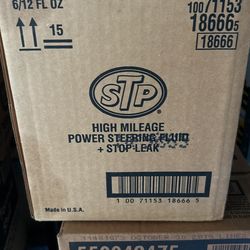 6/12 FL OZ
100 71153
18666 5
15
18666
STP
HIGH MILEAGE
POWER STEERING FLUID
+ STOP LEAK
Made in U.S.A.
1 00 71153 18666 5